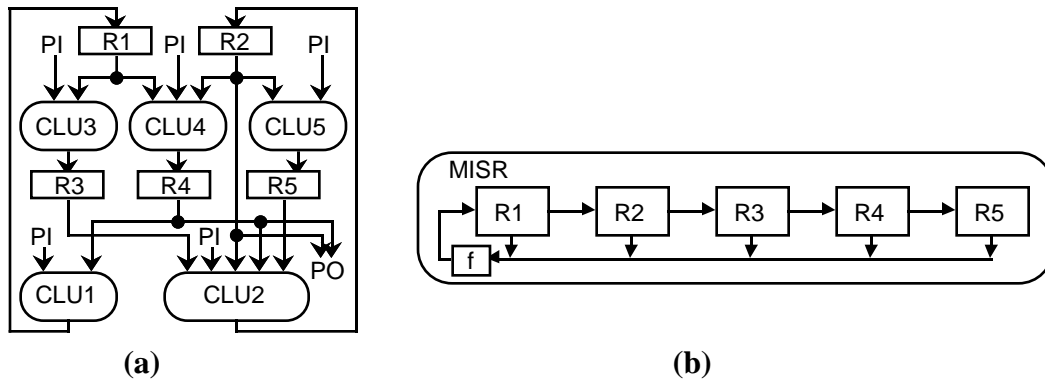 PI R1 PI R2 PI
CLU3 CLU4 CLU5
R3 R4 R5
PI PI PO
CLU1 CLU2
(a)
MISR
R1 R2 R3 R4 R5
f
(b)